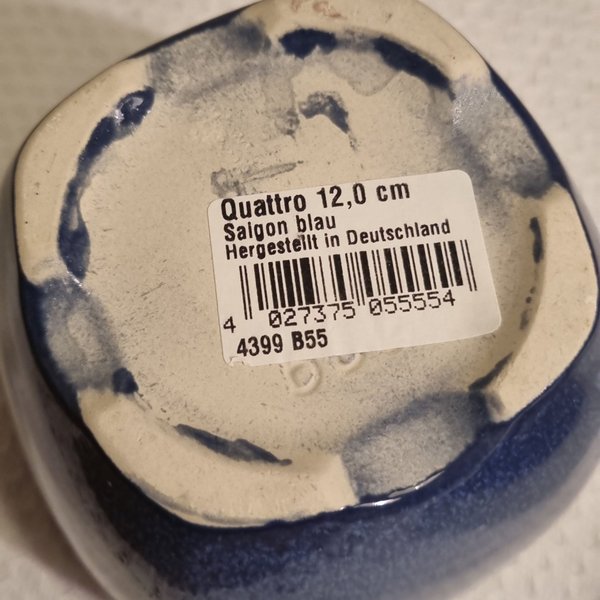 Quattro 12,0 cm
Saigon blau
Hergestellt in Deutschland
4 027375 055554
4399 B55